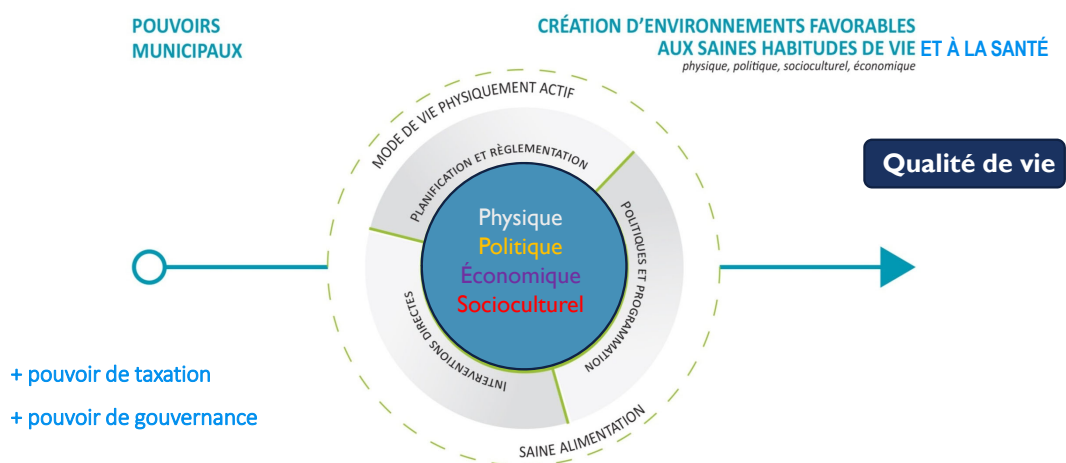 POUVOIRS
MUNICIPAUX
CRÉATION D'ENVIRONNEMENTS FAVORABLES
AUX SAINES HABITUDES DE VIE ET À LA SANTÉ
physique, politique, socioculturel, économique
MODE DE VIE PHYSIQUEMENT ACTIF
PLANIFICATION ET RÈGLEMENTATION
POLITIQUES ET PROGRAMMATION
INTERVENTIONS DIRECTES
Physique
Politique
Économique
Socioculturel
SAINE ALIMENTATION
Qualité de vie
+ pouvoir de taxation
+ pouvoir de gouvernance